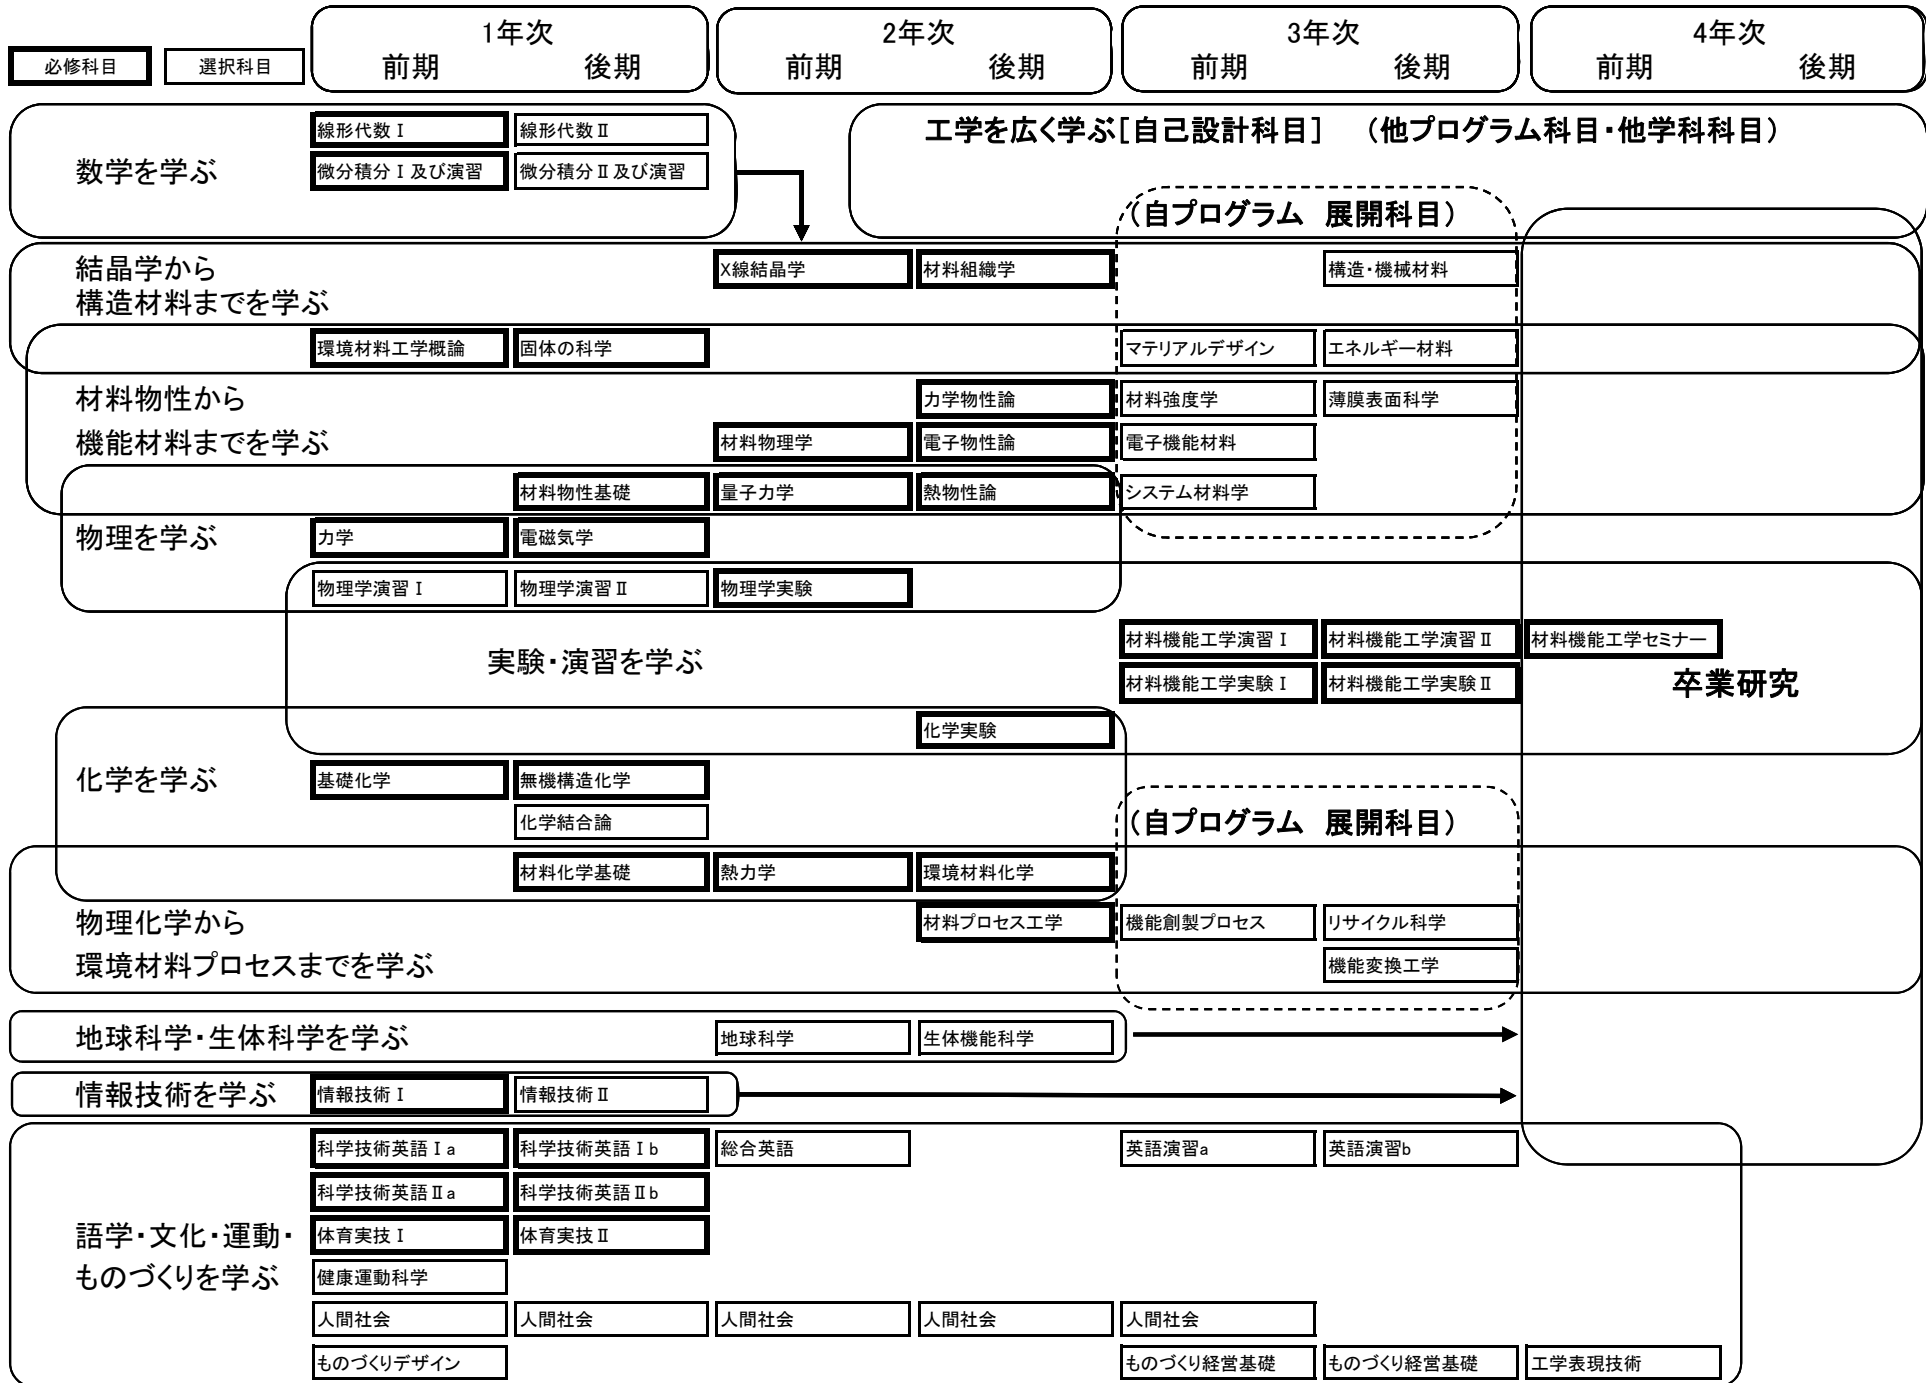 1年次
2年次
3年次
4年次
必修科目
選択科目
前期
後期
前期
後期
前期
後期
前期
後期
線形代数Ⅰ
線形代数Ⅱ
工学を広く学ぶ[自己設計科目]　（他プログラム科目・他学科科目）
数学を学ぶ
微分積分Ⅰ及び演習
微分積分Ⅱ及び演習
（自プログラム　展開科目）
結晶学から
構造材料までを学ぶ
X線結晶学
材料組織学
構造・機械材料
環境材料工学概論
固体の科学
マテリアルデザイン
エネルギー材料
材料物性から
機能材料までを学ぶ
力学物性論
材料強度学
薄膜表面科学
材料物理学
電子物性論
電子機能材料
材料物性基礎
量子力学
熱物性論
システム材料学
物理を学ぶ
力学
電磁気学
物理学演習Ⅰ
物理学演習Ⅱ
物理学実験
実験・演習を学ぶ
材料機能工学演習Ⅰ
材料機能工学演習Ⅱ
材料機能工学セミナー
材料機能工学実験Ⅰ
材料機能工学実験Ⅱ
卒業研究
化学実験
化学を学ぶ
基礎化学
無機構造化学
化学結合論
（自プログラム　展開科目）
材料化学基礎
熱力学
環境材料化学
物理化学から
環境材料プロセスまでを学ぶ
材料プロセス工学
機能創製プロセス
リサイクル科学
機能変換工学
地球科学・生体科学を学ぶ
地球科学
生体機能科学
情報技術を学ぶ
情報技術Ⅰ
情報技術Ⅱ
科学技術英語Ⅰa
科学技術英語Ⅰb
総合英語
英語演習a
英語演習b
科学技術英語Ⅱa
科学技術英語Ⅱb
語学・文化・運動・
ものづくりを学ぶ
体育実技Ⅰ
体育実技Ⅱ
健康運動科学
人間社会
人間社会
人間社会
人間社会
人間社会
ものづくりデザイン
ものづくり経営基礎
ものづくり経営基礎
工学表現技術